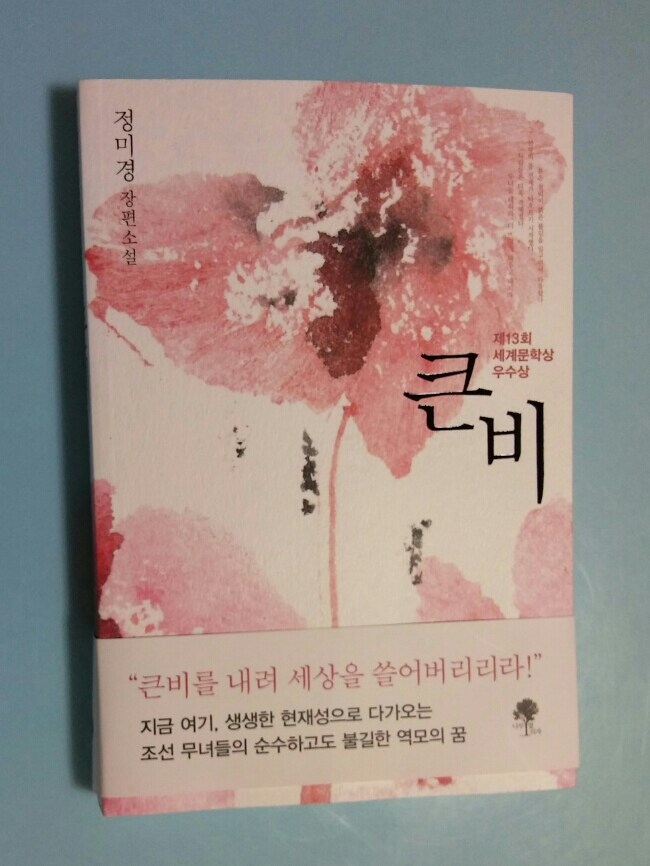 정미경 장편소설
제13회
세계문학상
우수상
큰비
“큰비를 내려 세상을 쓸어버리리라!”
지금 여기, 생생한 현재성으로 다가오는
조선 무녀들의 순수하고도 불길한 역모의 꿈